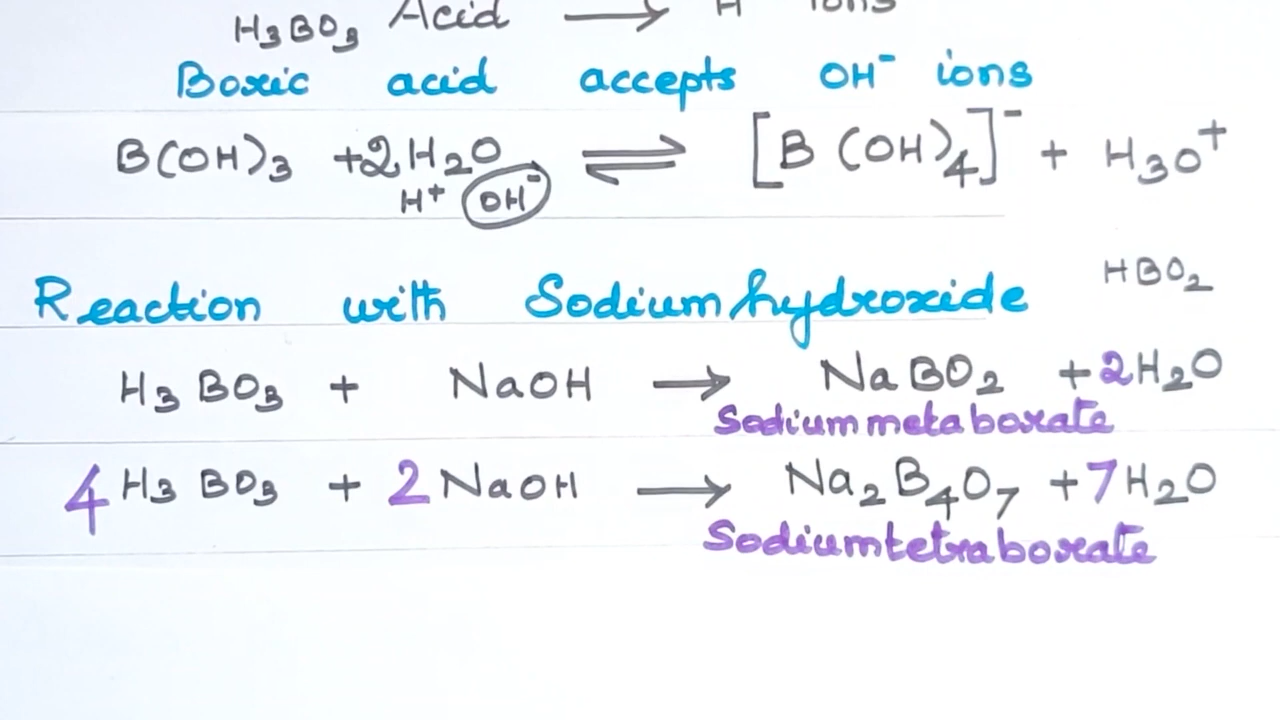 H₃BO₃ Acid ⟶ H ions
Boric acid accepts OH⁻ ions
B(OH)₃ +2H₂O ⇌ [B(OH)₄]⁻ + H₃O⁺
H⁺ OH⁻
HBO₂
Reaction with Sodium hydroxide
H₃BO₃ + NaOH ⟶ NaBO₂ +2H₂O
Sodium metaborate
4H₃BO₃ + 2NaOH ⟶ Na₂B₄O₇ +7H₂O
Sodiumtetraborate